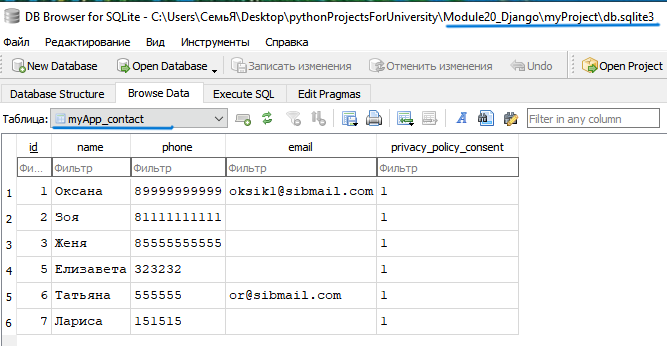 DB Browser for SQLite - C:\Users\СемьЯ\Desktop\pythonProjectsForUniversity\Module20_Django\myProject\db.sqlite3
Файл Редактирование Вид Инструменты Справка
New Database Open Database Записать изменения Отменить изменения Undo Open Project
Database Structure Browse Data Execute SQL Edit Pragmas
Таблица: myApp_contact Filter in any column
id name phone email privacy_policy_consent
Фи... Фильтр Фильтр Фильтр Фильтр
1 1 Оксана 89999999999 oksik1@sibmail.com 1
2 2 Зоя 81111111111 1
3 3 Женя 85555555555 1
4 5 Елизавета 323232 1
5 6 Татьяна 555555 or@sibmail.com 1
6 7 Лариса 151515 1